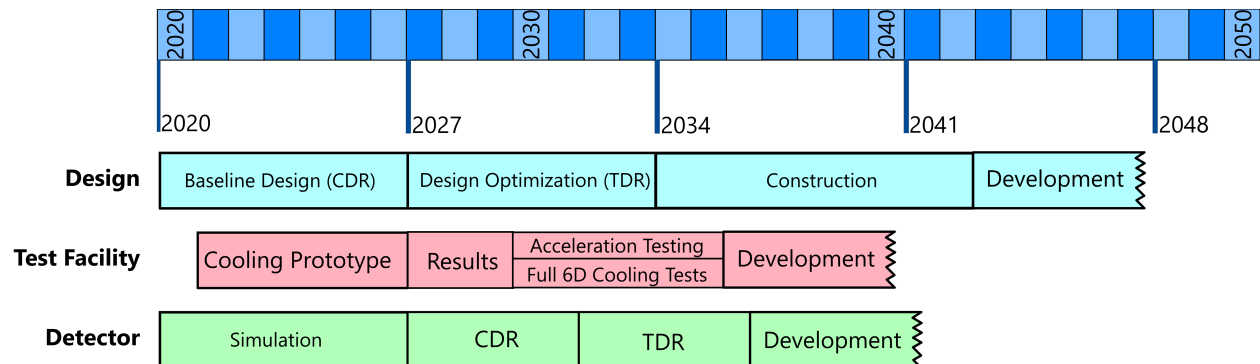 2020 2030 2040 2050
2020 2027 2034 2041 2048
Design Baseline Design (CDR) Design Optimization (TDR) Construction Development
Test Facility Cooling Prototype Results Acceleration Testing Development
Full 6D Cooling Tests
Detector Simulation CDR TDR Development